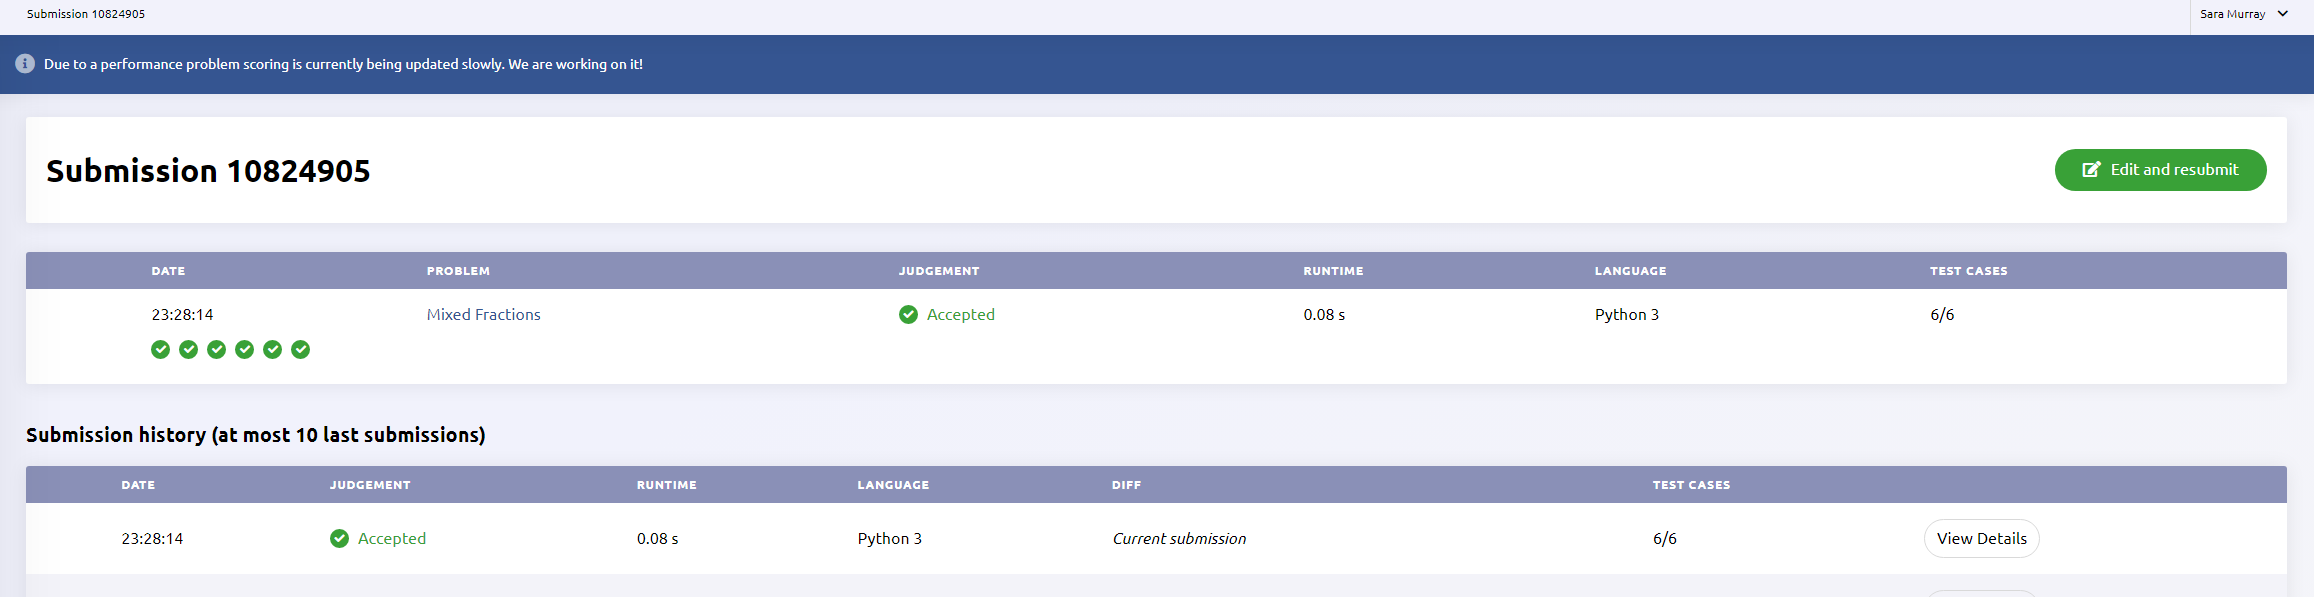 Submission 10824905
Sara Murray
Due to a performance problem scoring is currently being updated slowly. We are working on it!
Submission 10824905
Edit and resubmit
DATE PROBLEM JUDGEMENT RUNTIME LANGUAGE TEST CASES
23:28:14 Mixed Fractions Accepted 0.08 s Python 3 6/6
Submission history (at most 10 last submissions)
DATE JUDGEMENT RUNTIME LANGUAGE DIFF TEST CASES
23:28:14 Accepted 0.08 s Python 3 Current submission 6/6 View Details